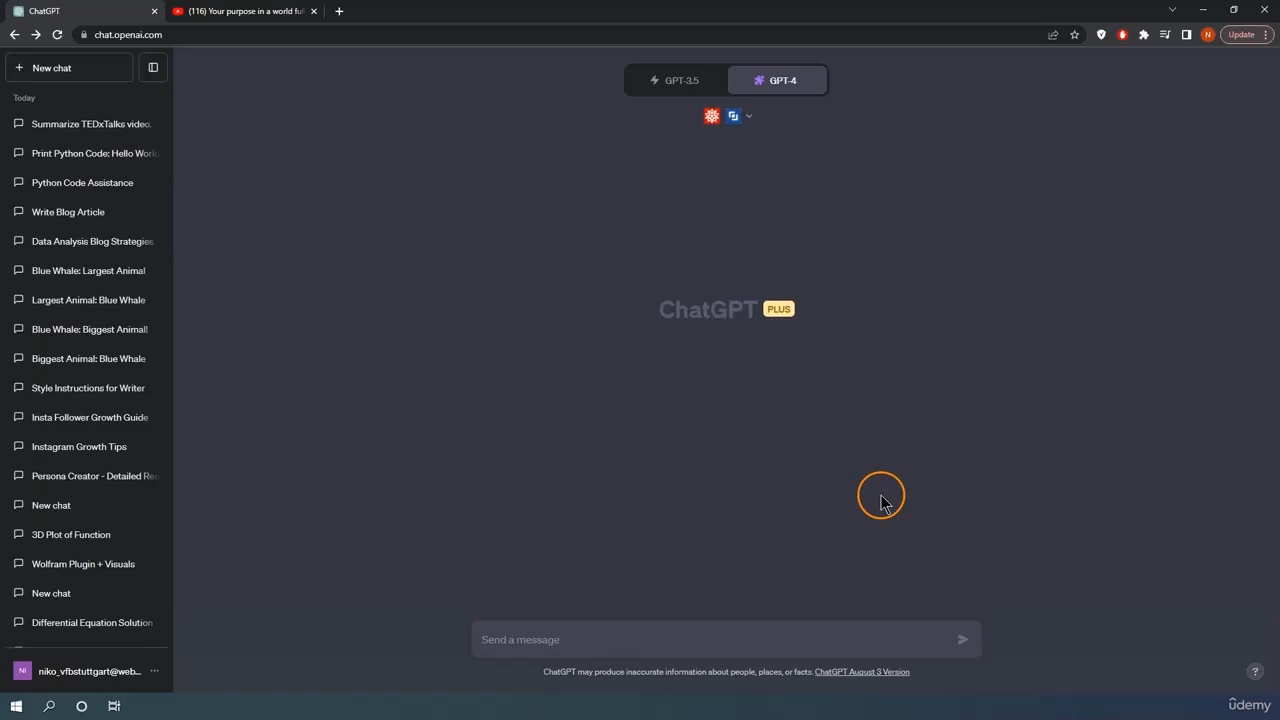 ChatGPT
(116) Your purpose in a world ful
chat.openai.com
N
Update
New chat
Today
Summarize TEDxTalks video.
Print Python Code: Hello World
Python Code Assistance
Write Blog Article
Data Analysis Blog Strategies
Blue Whale: Largest Animal
Largest Animal: Blue Whale
Blue Whale: Biggest Animal!
Biggest Animal: Blue Whale
Style Instructions for Writer
Insta Follower Growth Guide
Instagram Growth Tips
Persona Creator - Detailed Rec
New chat
3D Plot of Function
Wolfram Plugin + Visuals
New chat
Differential Equation Solution
NI niko_vfbstuttgart@web...
GPT-3.5
GPT-4
ChatGPT PLUS
Send a message
ChatGPT may produce inaccurate information about people, places, or facts. ChatGPT August 3 Version
?
ûdemy